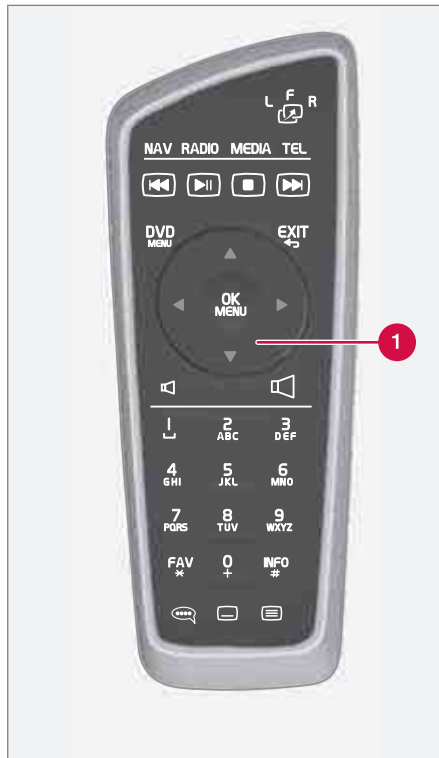 L F R
NAV RADIO MEDIA TEL
DVD EXIT
MENU
OK
MENU
1
1 2 3
ABC DEF
4 5 6
GHI JKL MNO
7 8 9
PQRS TUV WXYZ
FAV 0 INFO
* + #